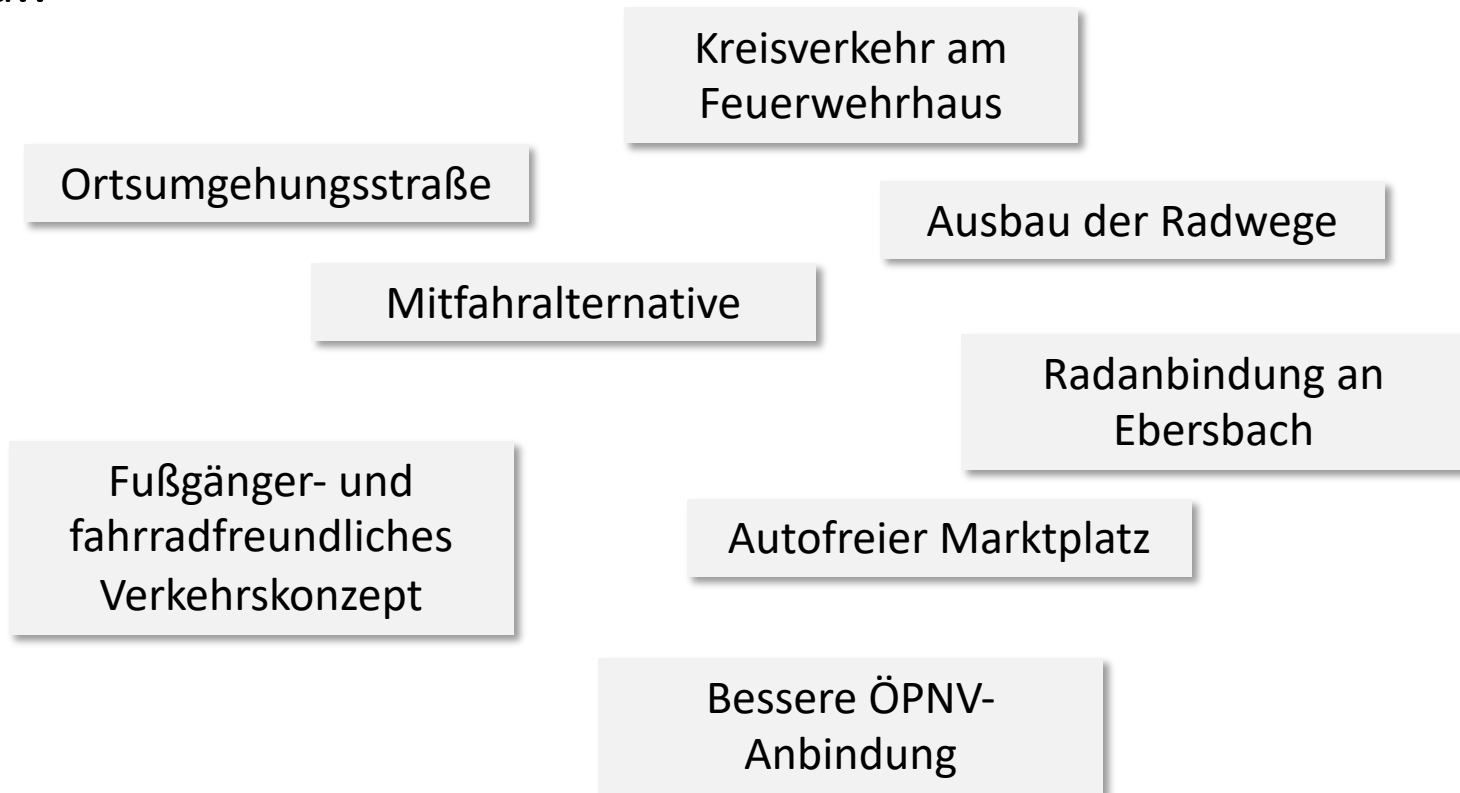 Kreisverkehr am
Feuerwehrhaus
Ortsumgehungsstraße
Ausbau der Radwege
Mitfahralternative
Radanbindung an
Ebersbach
Fußgänger- und
fahrradfreundliches
Verkehrskonzept
Autofreier Marktplatz
Bessere ÖPNV-
Anbindung